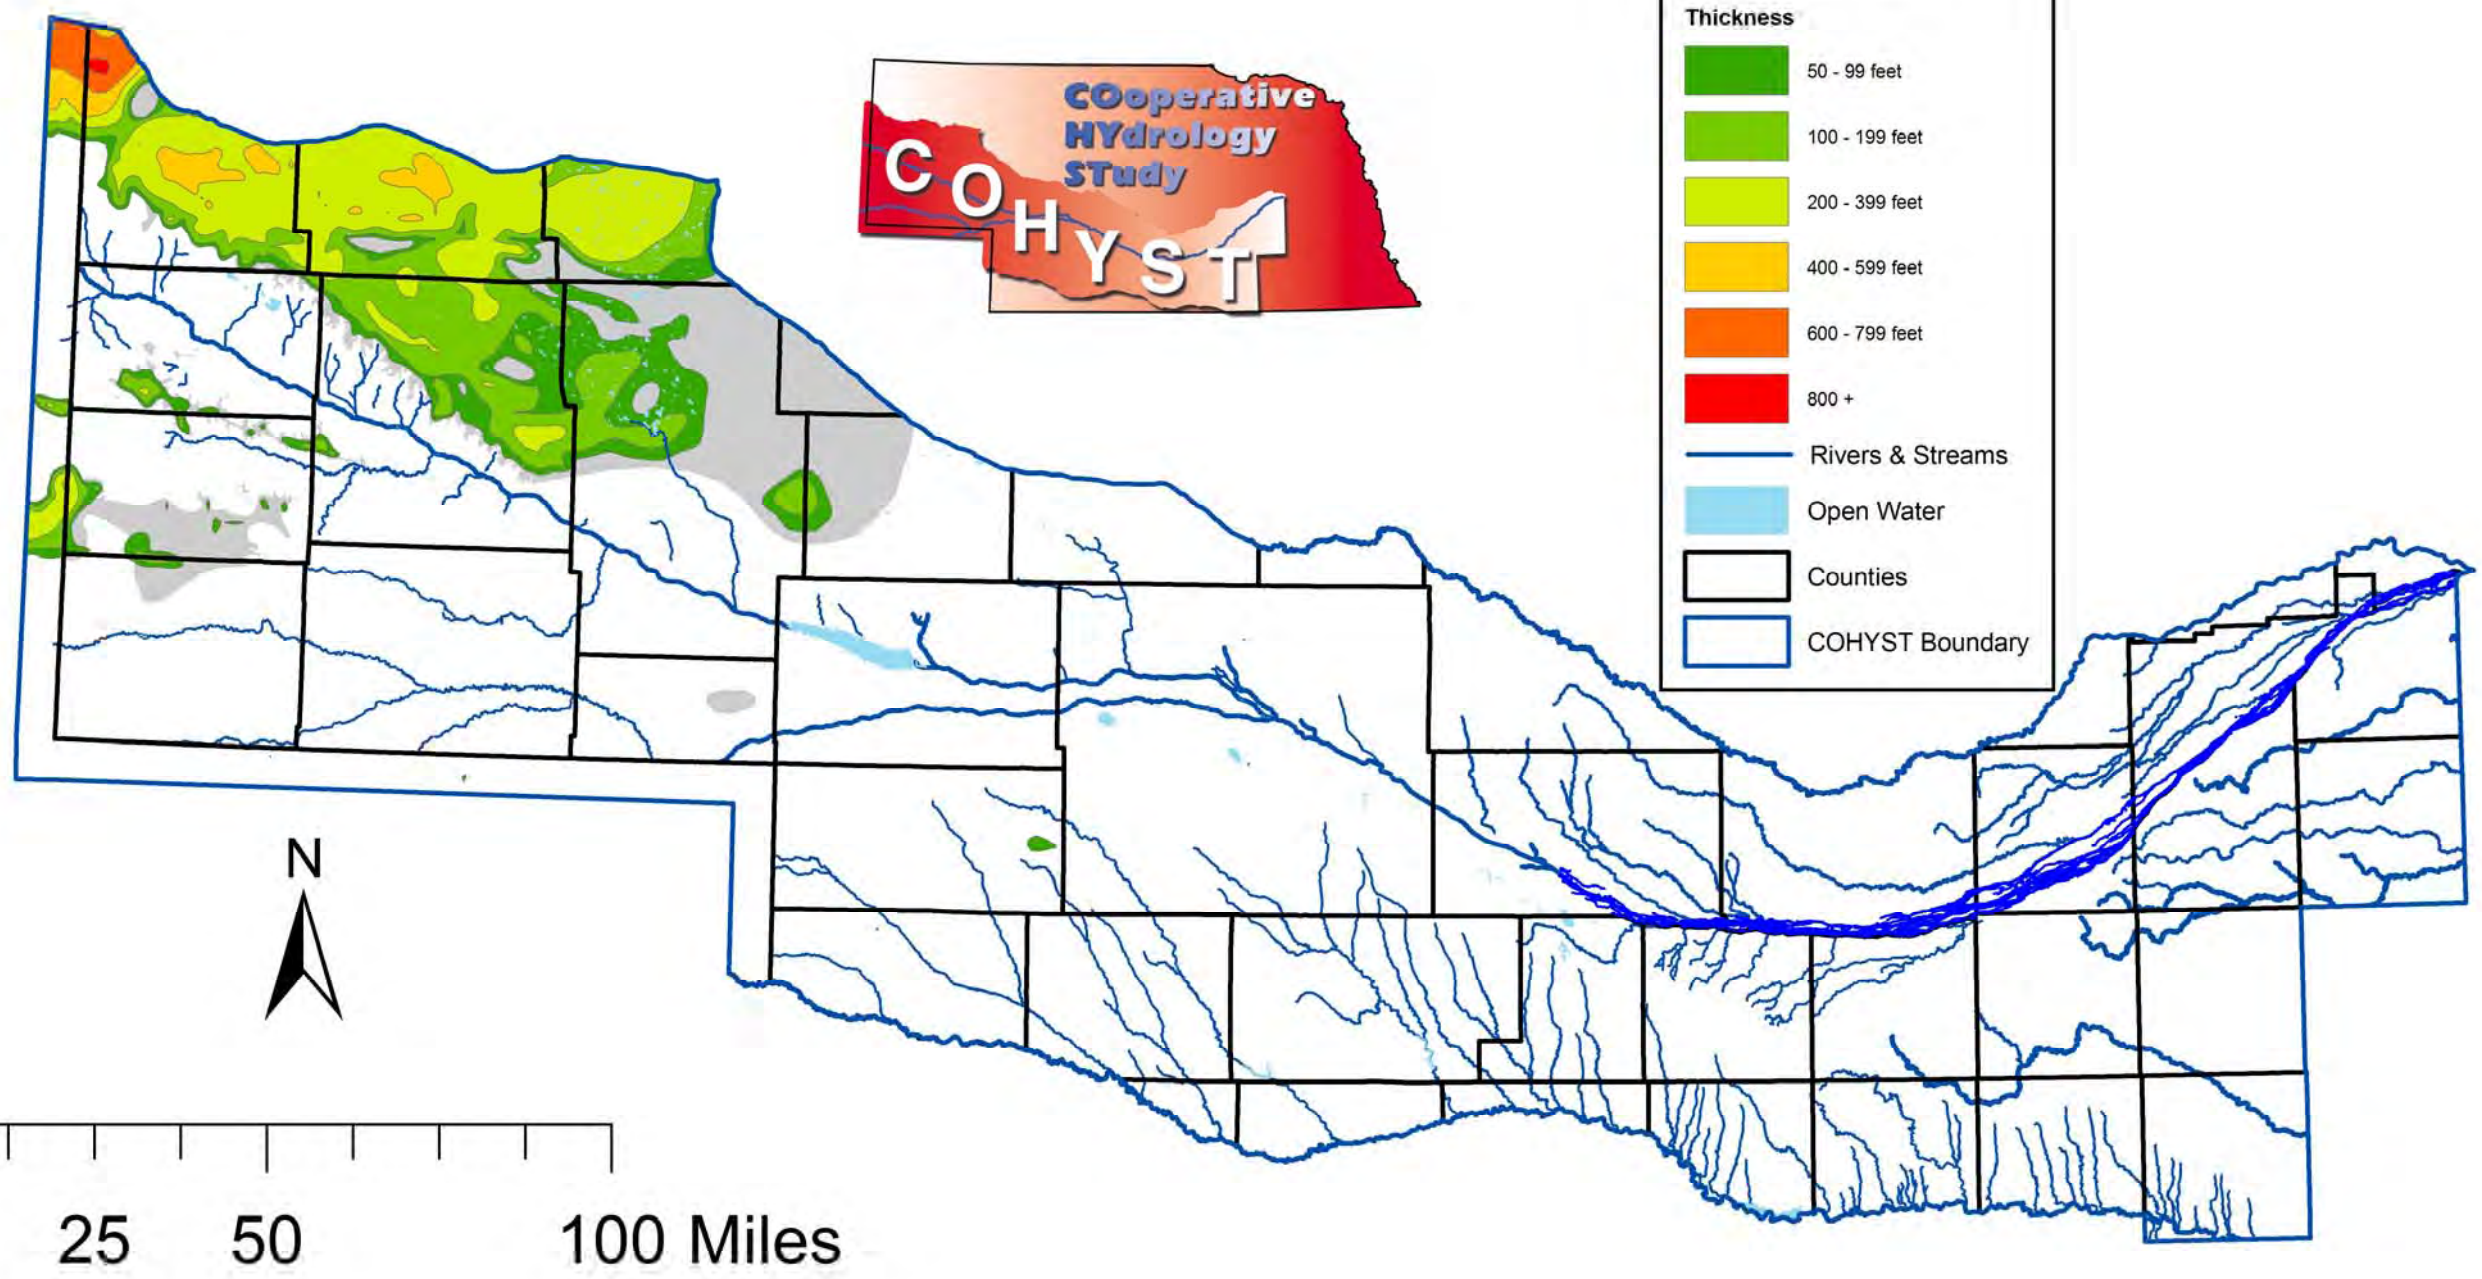 COoperative
HYdrology
STudy
COHYST
Thickness
50 - 99 feet
100 - 199 feet
200 - 399 feet
400 - 599 feet
600 - 799 feet
800 +
Rivers & Streams
Open Water
Counties
COHYST Boundary
N
25 50 100 Miles